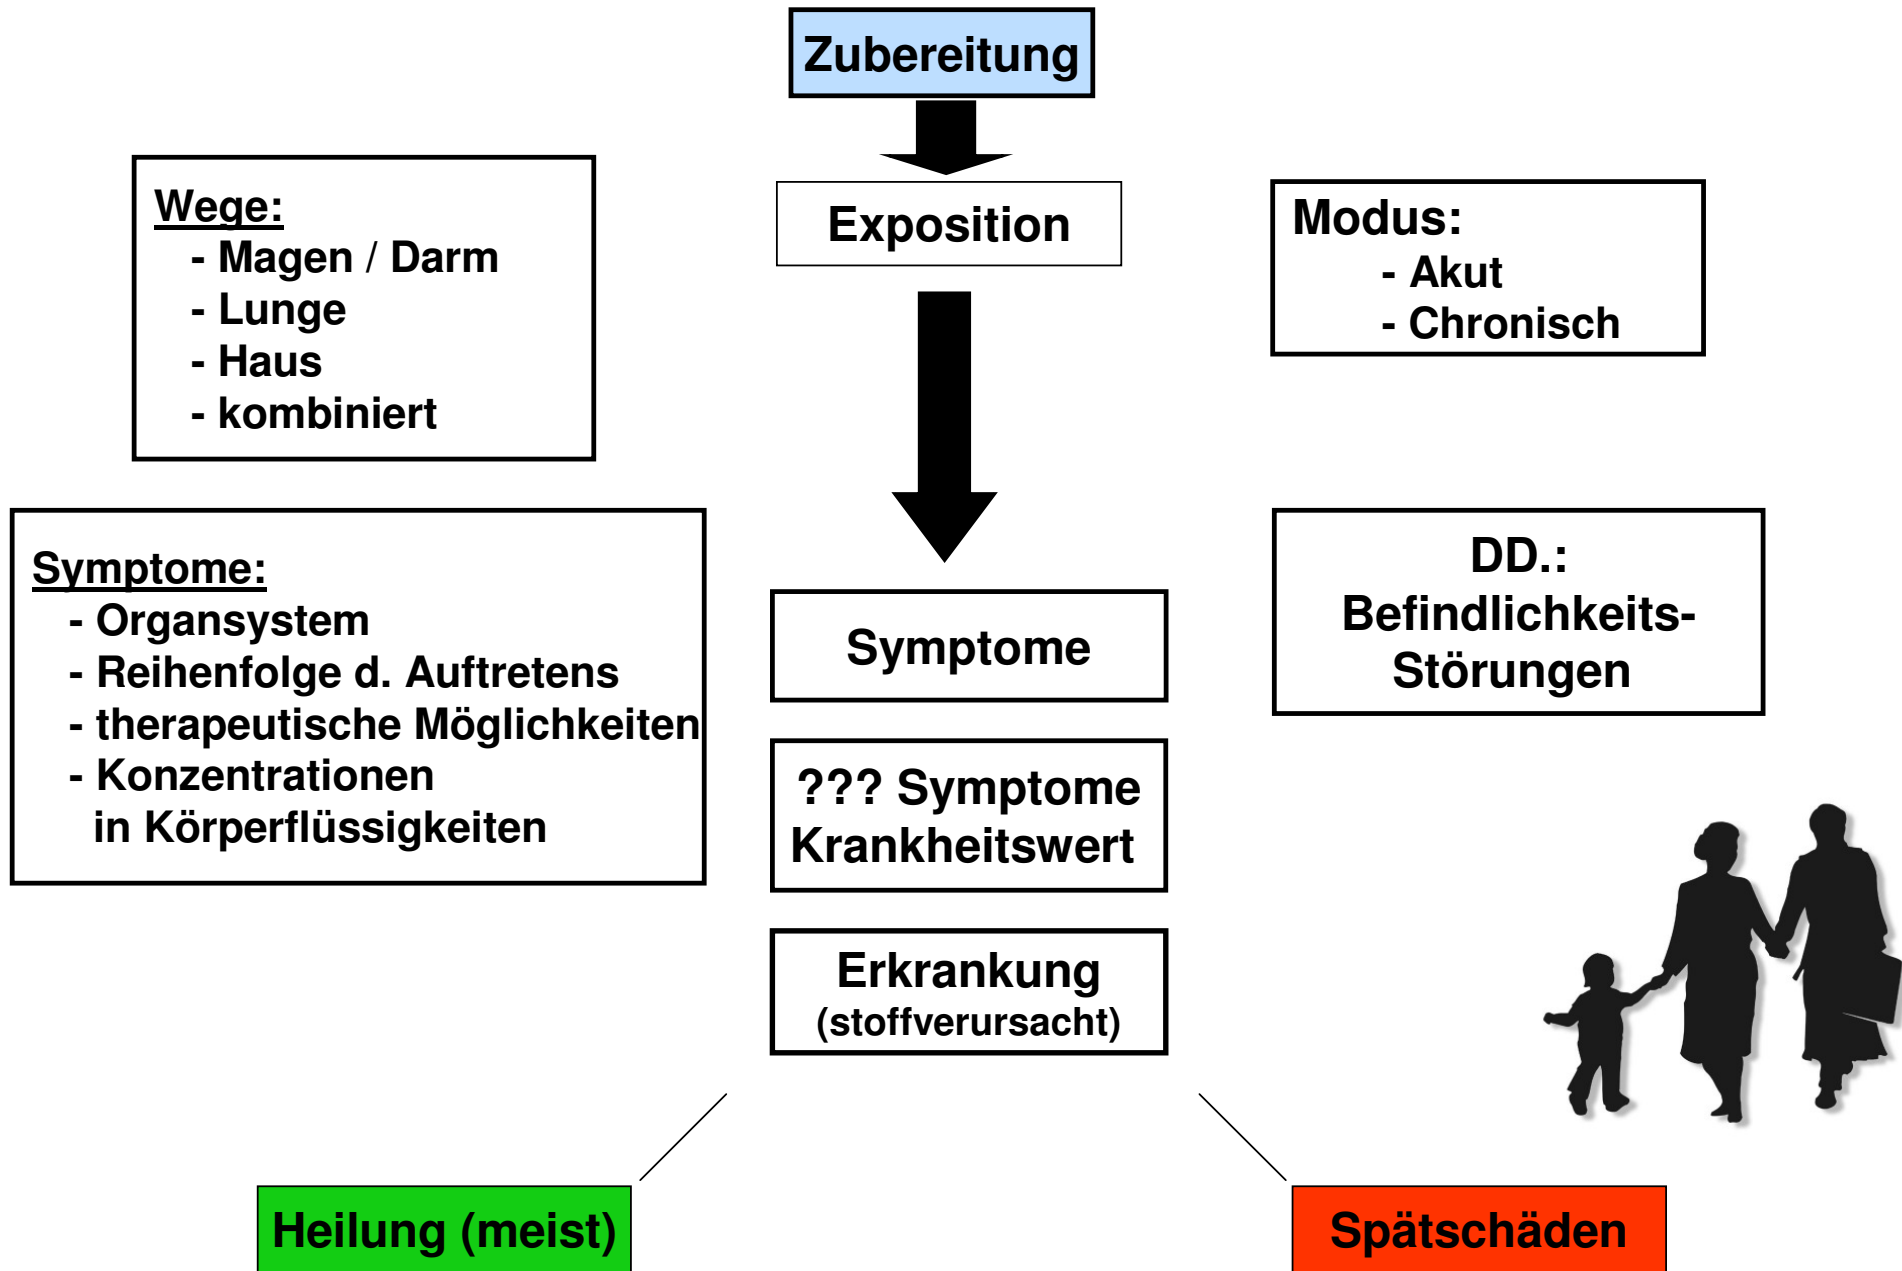 Zubereitung
Wege:
- Magen / Darm
- Lunge
- Haus
- kombiniert
Exposition
Modus:
- Akut
- Chronisch
Symptome:
- Organsystem
- Reihenfolge d. Auftretens
- therapeutische Möglichkeiten
- Konzentrationen
in Körperflüssigkeiten
Symptome
DD.:
Befindlichkeits-
Störungen
??? Symptome
Krankheitswert
Erkrankung
(stoffverursacht)
Heilung (meist)
Spätschäden